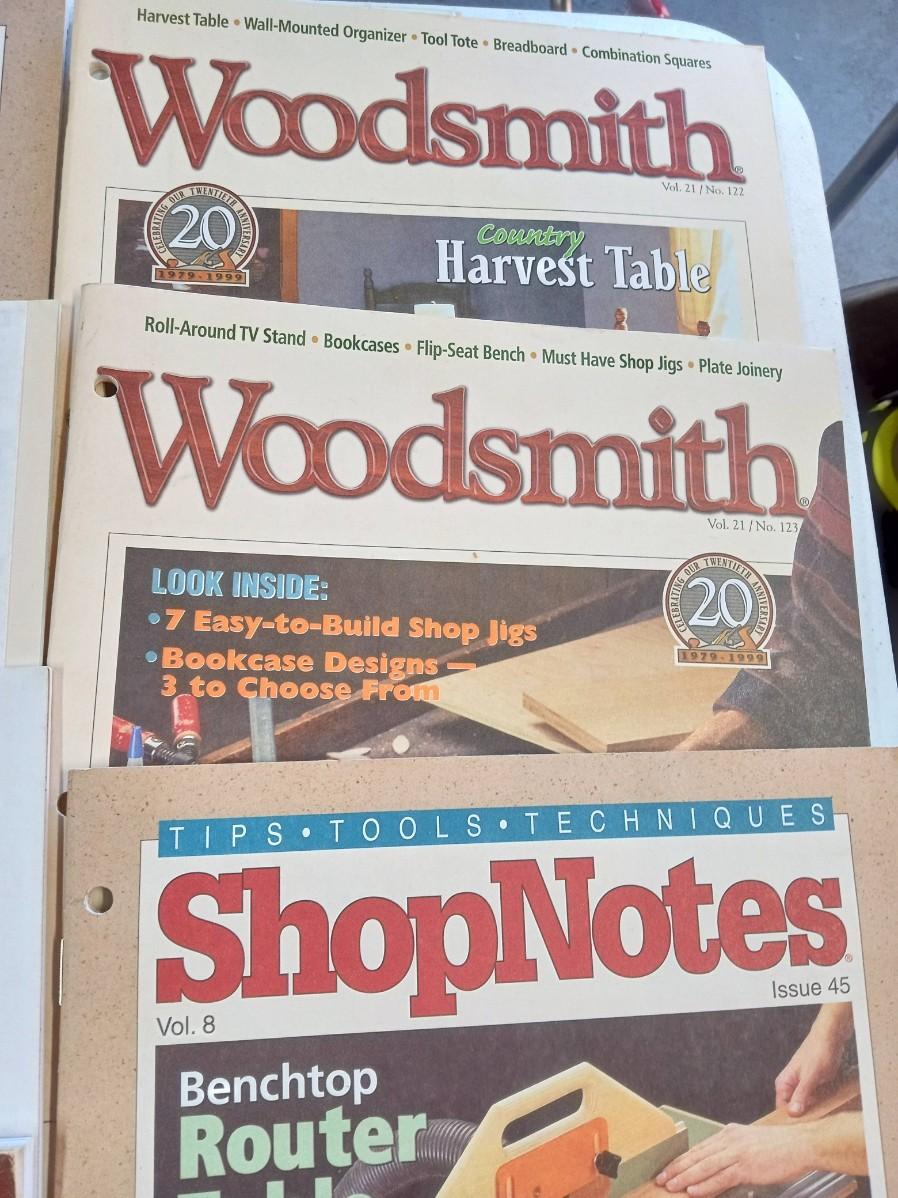 Harvest Table • Wall-Mounted Organizer • Tool Tote • Breadboard • Combination Squares
Woodsmith®
Vol. 21 / No. 122
CELEBRATING OUR TWENTIETH ANNIVERSARY
20
1979-1999
Country
Harvest Table
Roll-Around TV Stand • Bookcases • Flip-Seat Bench • Must Have Shop Jigs • Plate Joinery
Woodsmith®
Vol. 21 / No. 123
LOOK INSIDE:
• 7 Easy-to-Build Shop Jigs
• Bookcase Designs —
3 to Choose From
CELEBRATING OUR TWENTIETH ANNIVERSARY
20
1979-1999
TIPS • TOOLS • TECHNIQUES
ShopNotes®
Vol. 8
Issue 45
Benchtop
Router